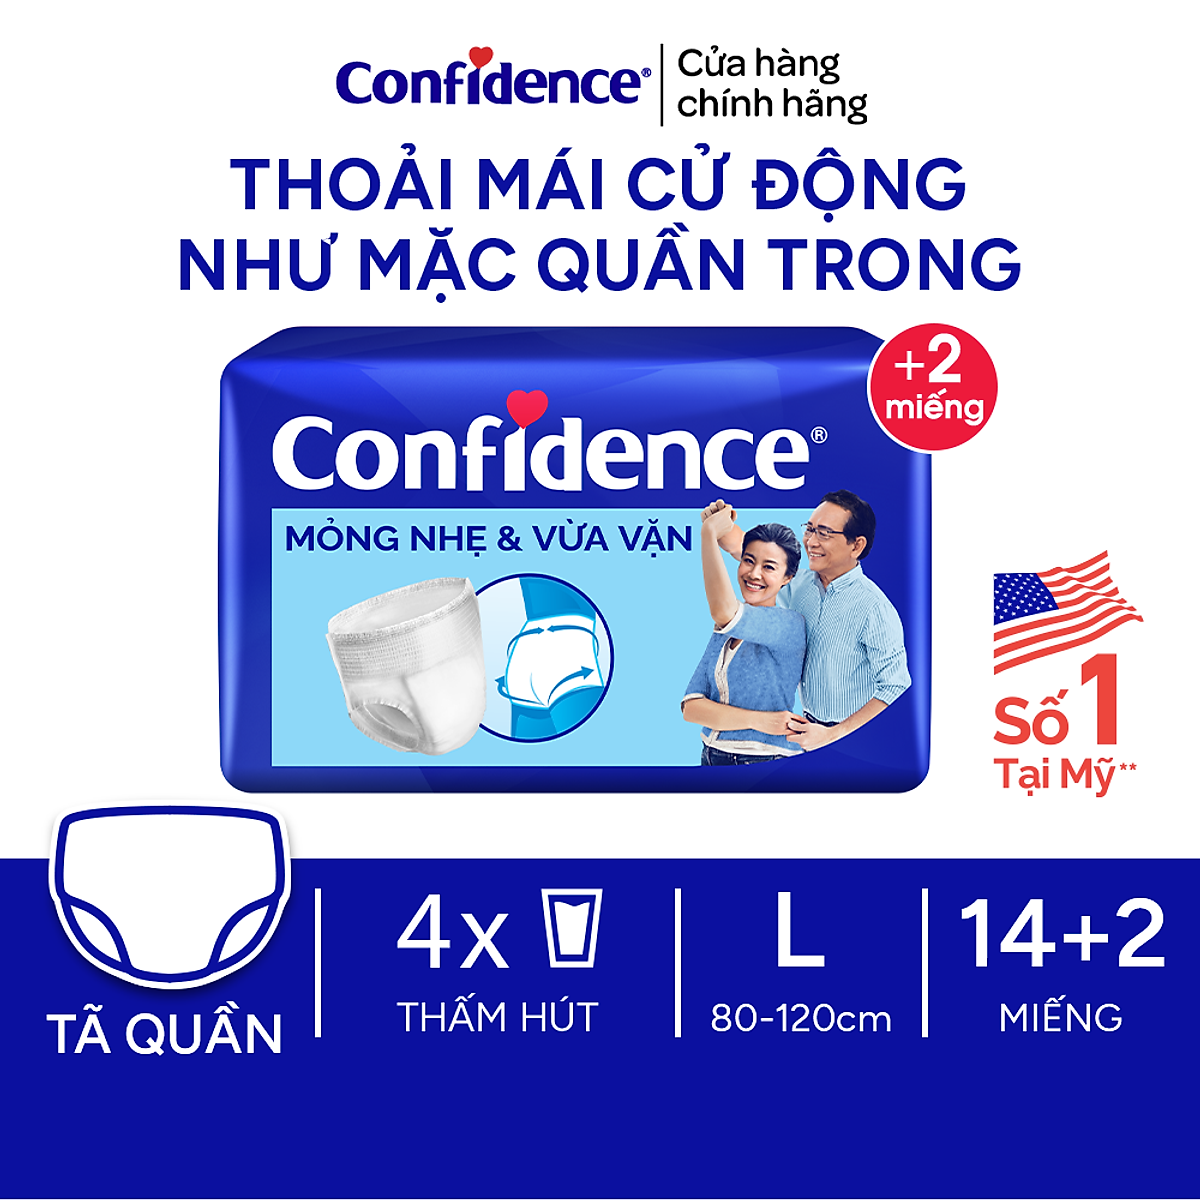 Confidence®
Cửa hàng
chính hãng
THOẢI MÁI CỬ ĐỘNG
NHƯ MẶC QUẦN TRONG
+2
miếng
Confidence®
MỎNG NHẸ & VỪA VẶN
Số 1
Tại Mỹ**
TÃ QUẦN
4x
THẤM HÚT
L
80-120cm
14+2
MIẾNG